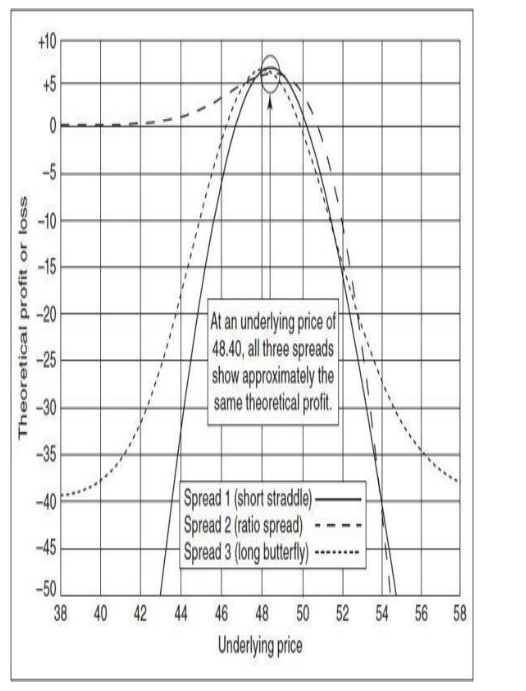 +10
+5
0
–5
–10
–15
–20
–25
–30
–35
–40
–45
–50
Theoretical profit or loss
At an underlying price of
48.40, all three spreads
show approximately the
same theoretical profit.
Spread 1 (short straddle)
Spread 2 (ratio spread)
Spread 3 (long butterfly)
38 40 42 44 46 48 50 52 54 56 58
Underlying price